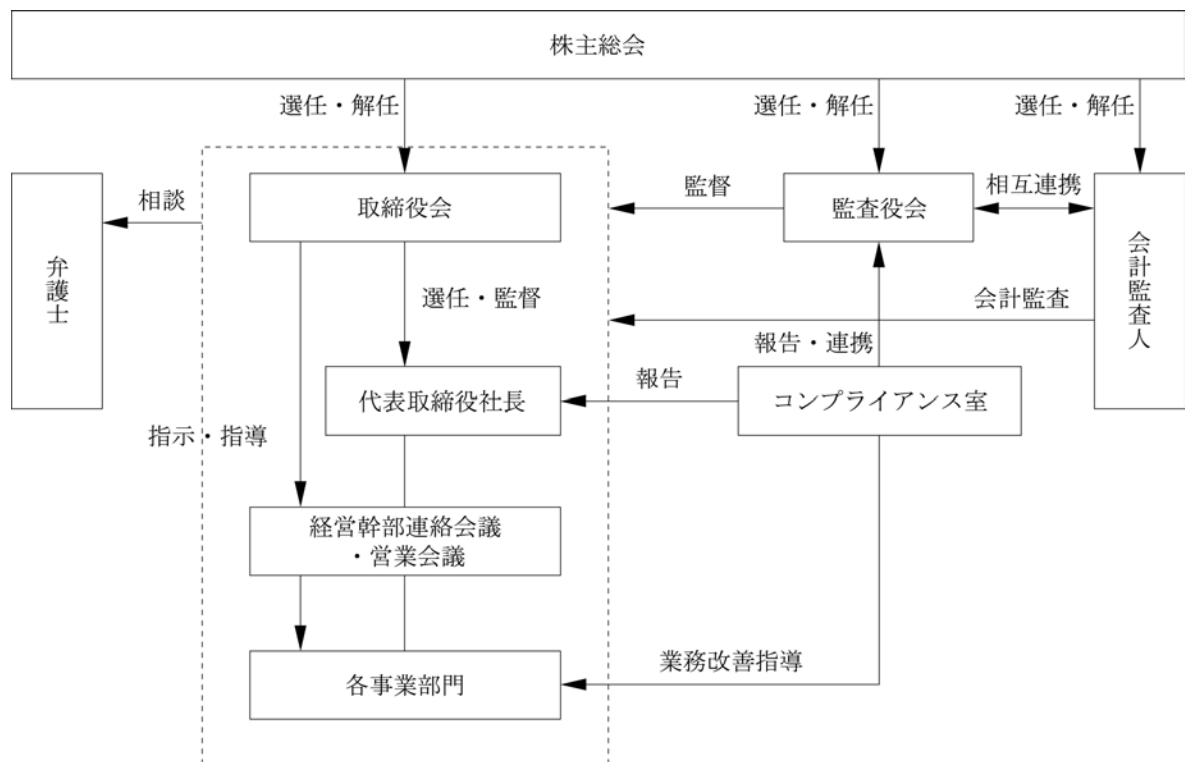 株主総会
選任・解任
選任・解任
選任・解任
弁護士
相談
取締役会
監督
監査役会
相互連携
会計監査人
選任・監督
会計監査
報告・連携
代表取締役社長
報告
コンプライアンス室
指示・指導
経営幹部連絡会議
・営業会議
業務改善指導
各事業部門